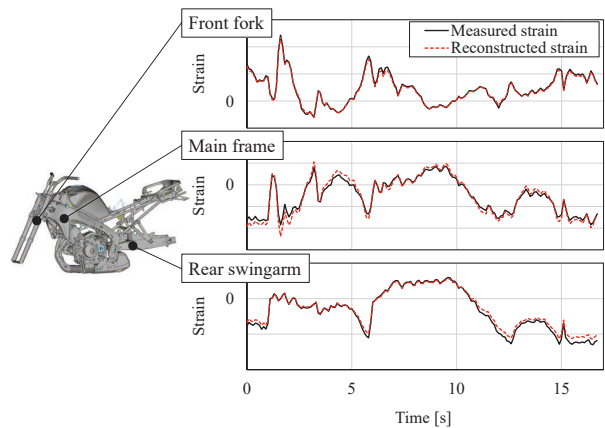 Front fork
Measured strain
Reconstructed strain
Strain
0
Main frame
Strain
0
Rear swingarm
Strain
0
0
5
10
15
Time [s]